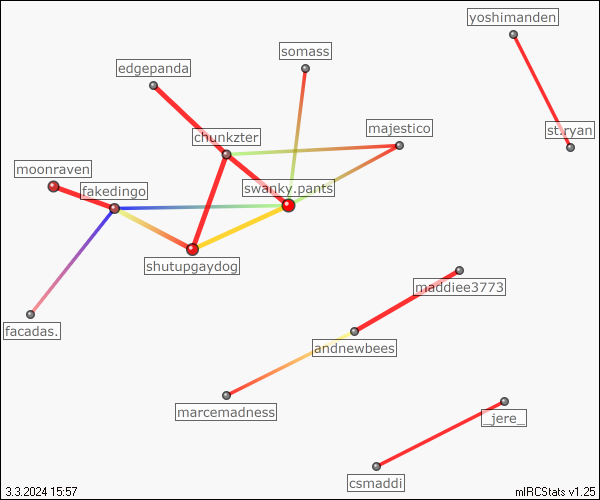 yoshimanden
somass
edgepanda
majestico
st.ryan
chunkzter
moonraven
fakedingo
swanky.pants
shutupgaydog
maddiee3773
facadas.
andnewbees
marcemadness
_jere_
csmaddi
3.3.2024 15:57
mIRCStats v1.25